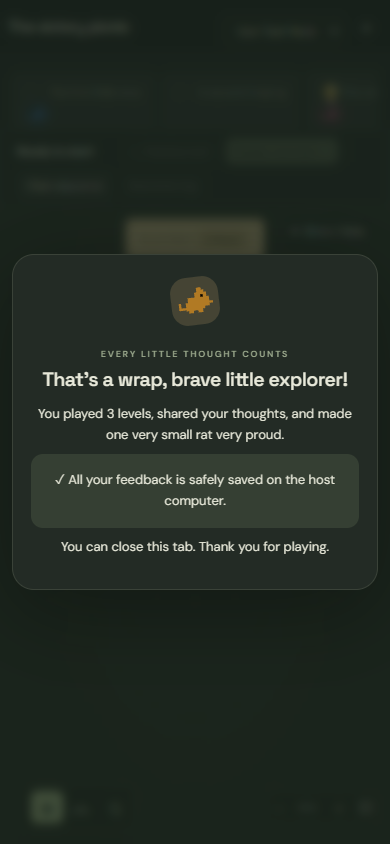 EVERY LITTLE THOUGHT COUNTS
That's a wrap, brave little explorer!
You played 3 levels, shared your thoughts, and made
one very small rat very proud.
✓ All your feedback is safely saved on the host
computer.
You can close this tab. Thank you for playing.